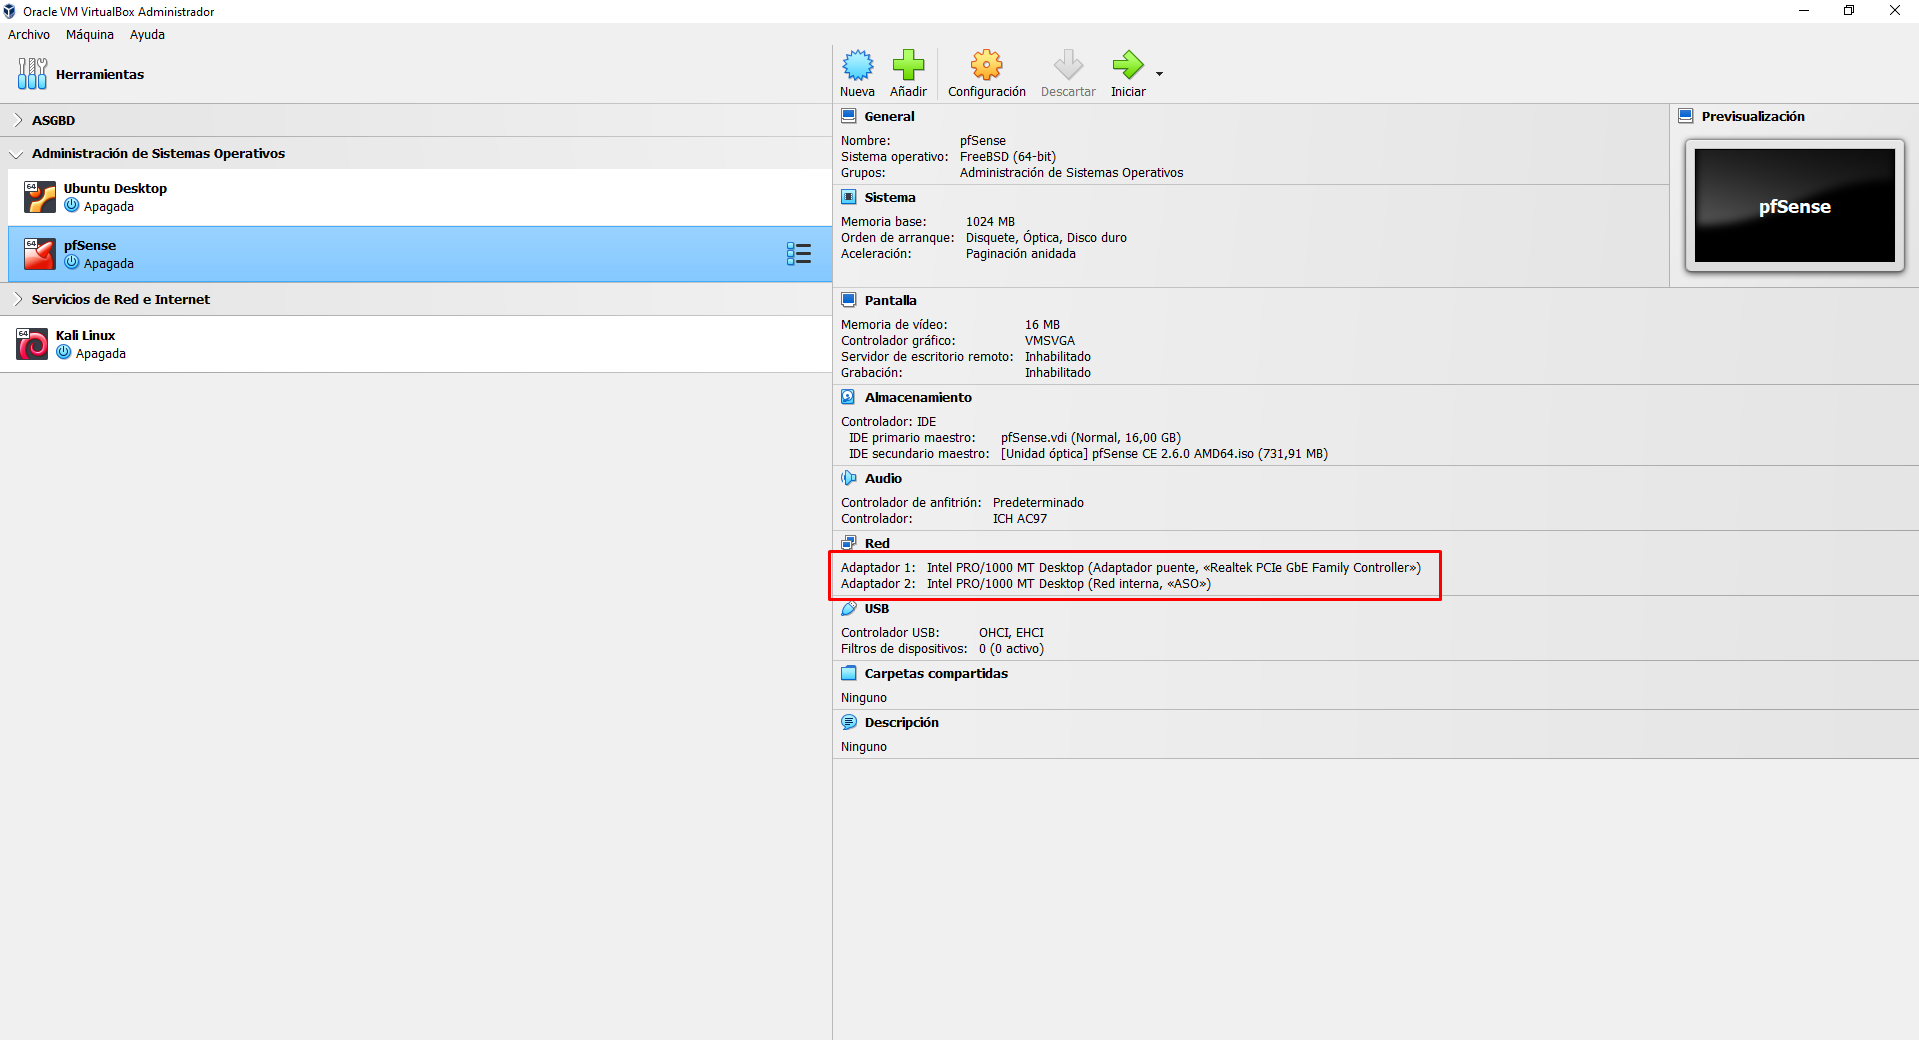 Oracle VM VirtualBox Administrador
Archivo Máquina Ayuda
Herramientas
ASGBD
Administración de Sistemas Operativos
64
Ubuntu Desktop
Apagada
64
pfSense
Apagada
Servicios de Red e Internet
64
Kali Linux
Apagada
Nueva Añadir Configuración Descartar Iniciar
General
Nombre: pfSense
Sistema operativo: FreeBSD (64-bit)
Grupos: Administración de Sistemas Operativos
Sistema
Memoria base: 1024 MB
Orden de arranque: Disquete, Óptica, Disco duro
Aceleración: Paginación anidada
Previsualización
pfSense
Pantalla
Memoria de vídeo: 16 MB
Controlador gráfico: VMSVGA
Servidor de escritorio remoto: Inhabilitado
Grabación: Inhabilitado
Almacenamiento
Controlador: IDE
IDE primario maestro: pfSense.vdi (Normal, 16,00 GB)
IDE secundario maestro: [Unidad óptica] pfSense CE 2.6.0 AMD64.iso (731,91 MB)
Audio
Controlador de anfitrión: Predeterminado
Controlador: ICH AC97
Red
Adaptador 1: Intel PRO/1000 MT Desktop (Adaptador puente, «Realtek PCIe GbE Family Controller»)
Adaptador 2: Intel PRO/1000 MT Desktop (Red interna, «ASO»)
USB
Controlador USB: OHCI, EHCI
Filtros de dispositivos: 0 (0 activo)
Carpetas compartidas
Ninguno
Descripción
Ninguno